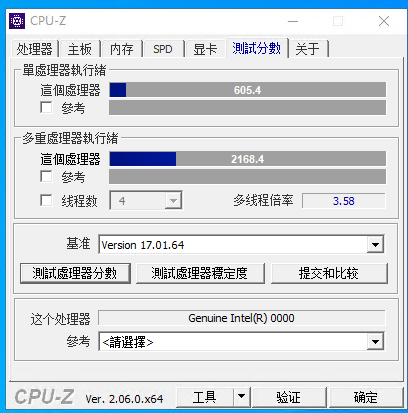 CPU-Z
处理器 主板 内存 SPD 显卡 測試分數 关于
單處理器執行緒
這個處理器 605.4
參考
多重處理器執行緒
這個處理器 2168.4
參考
线程数 4 多线程倍率 3.58
基准 Version 17.01.64
測試處理器分數 測試處理器穩定度 提交和比较
这个处理器 Genuine Intel(R) 0000
參考 <請選擇>
CPU-Z Ver. 2.06.0.x64 工具 验证 确定